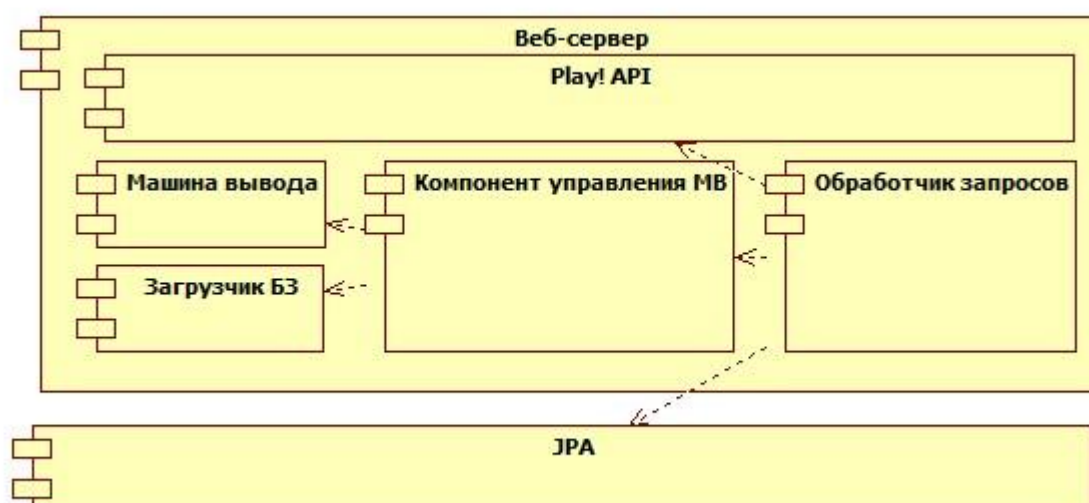 Веб-сервер
Play! API
Машина вывода
Компонент управления МВ
Обработчик запросов
Загрузчик БЗ
JPA